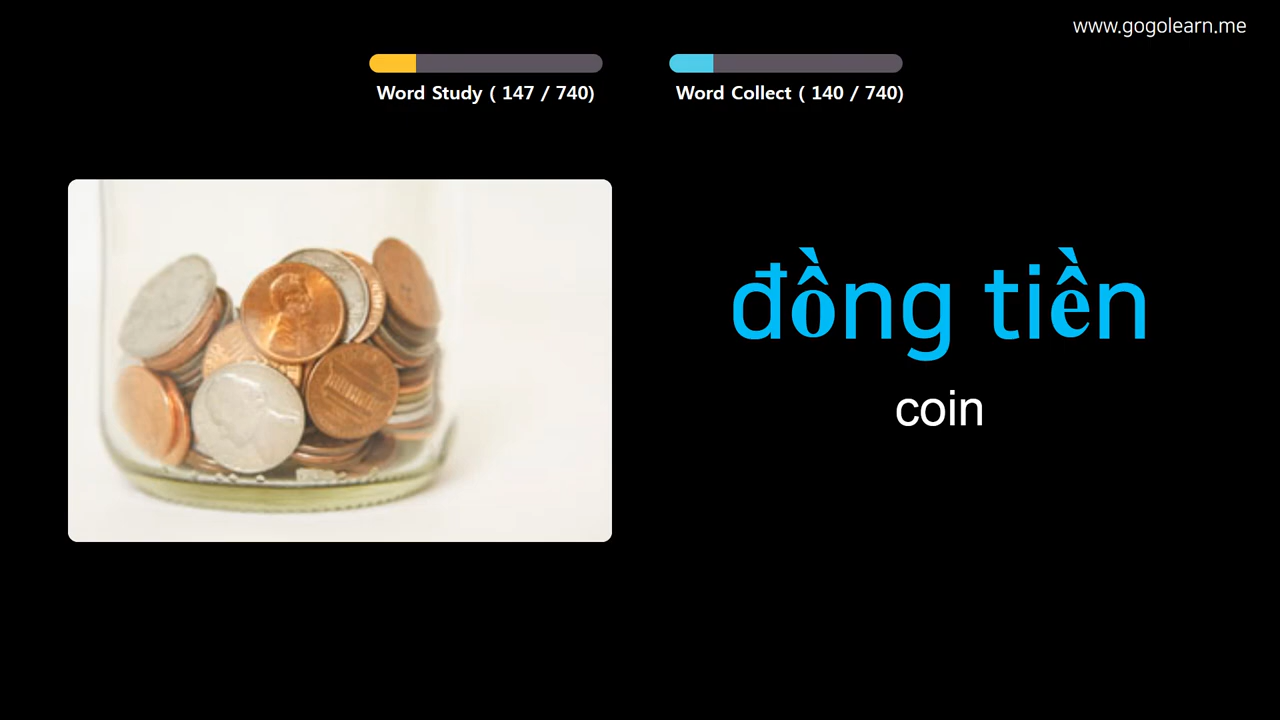 www.gogolearn.me
Word Study ( 147 / 740)
Word Collect ( 140 / 740)
đồng tiền
coin